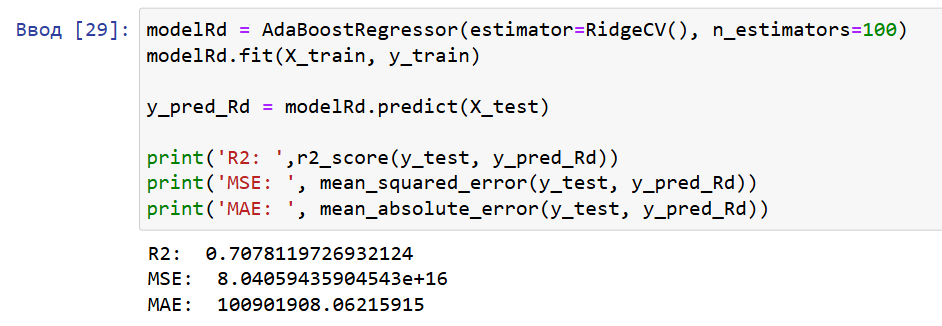 Ввод [29]: modelRd = AdaBoostRegressor(estimator=RidgeCV(), n_estimators=100)
modelRd.fit(X_train, y_train)
y_pred_Rd = modelRd.predict(X_test)
print('R2: ',r2_score(y_test, y_pred_Rd))
print('MSE: ', mean_squared_error(y_test, y_pred_Rd))
print('MAE: ', mean_absolute_error(y_test, y_pred_Rd))
R2:  0.7078119726932124
MSE:  8.04059435904543e+16
MAE:  100901908.06215915